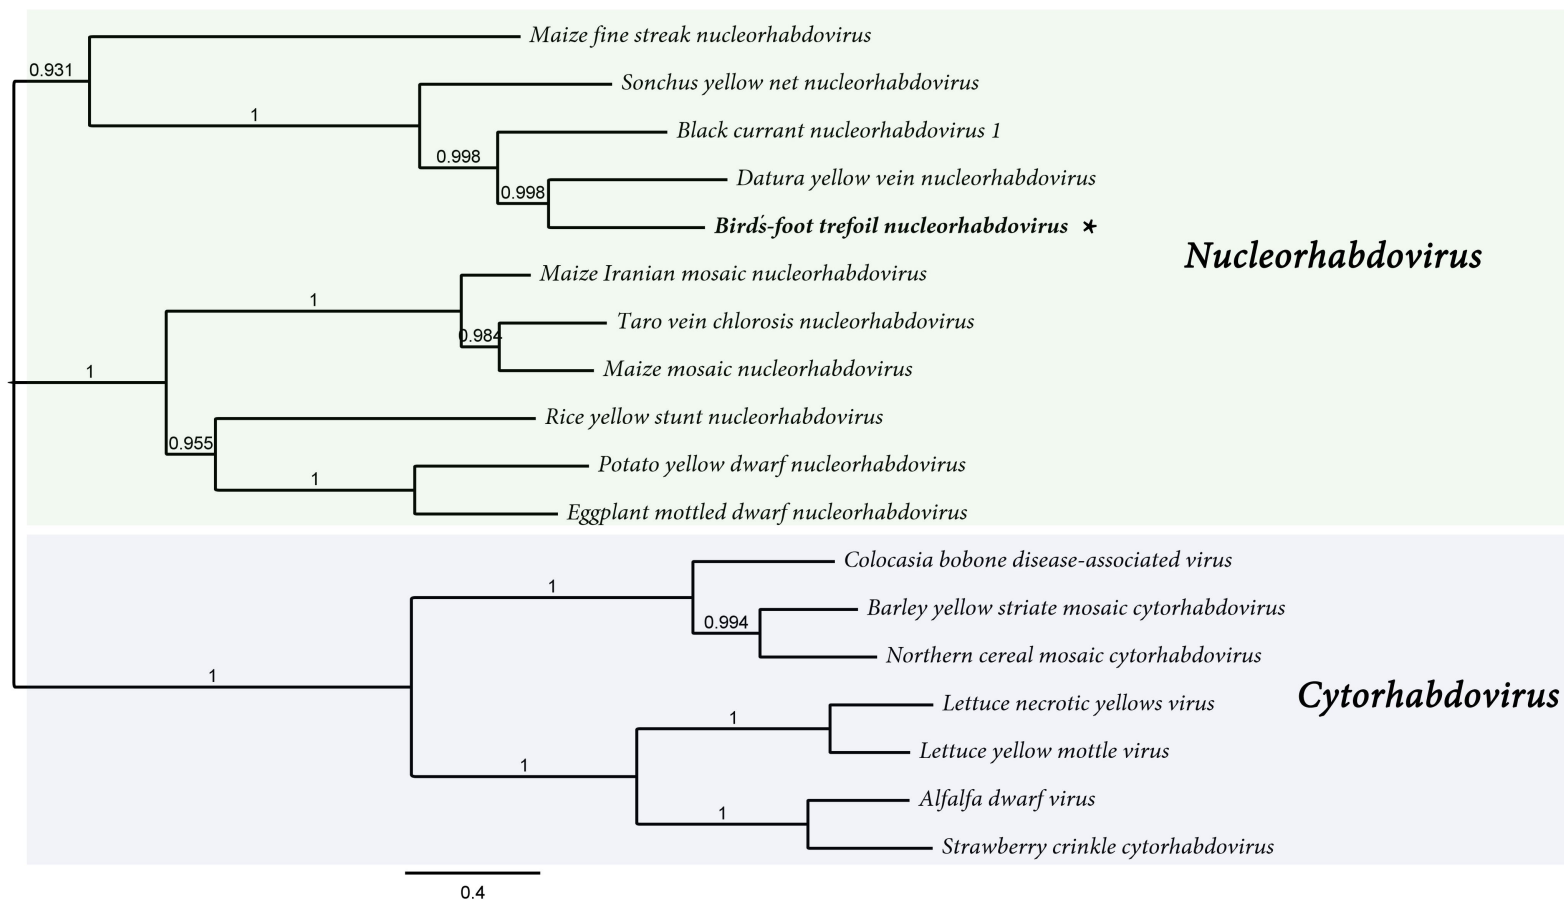 Maize fine streak nucleorhabdovirus
0.931
Sonchus yellow net nucleorhabdovirus
1
Black currant nucleorhabdovirus 1
0.998
Datura yellow vein nucleorhabdovirus
0.998
Bird´s-foot trefoil nucleorhabdovirus *
Nucleorhabdovirus
Maize Iranian mosaic nucleorhabdovirus
1
Taro vein chlorosis nucleorhabdovirus
0.984
Maize mosaic nucleorhabdovirus
1
Rice yellow stunt nucleorhabdovirus
0.955
Potato yellow dwarf nucleorhabdovirus
1
Eggplant mottled dwarf nucleorhabdovirus
Colocasia bobone disease-associated virus
1
Barley yellow striate mosaic cytorhabdovirus
0.994
Northern cereal mosaic cytorhabdovirus
1
Cytorhabdovirus
Lettuce necrotic yellows virus
1
Lettuce yellow mottle virus
1
Alfalfa dwarf virus
1
Strawberry crinkle cytorhabdovirus
0.4